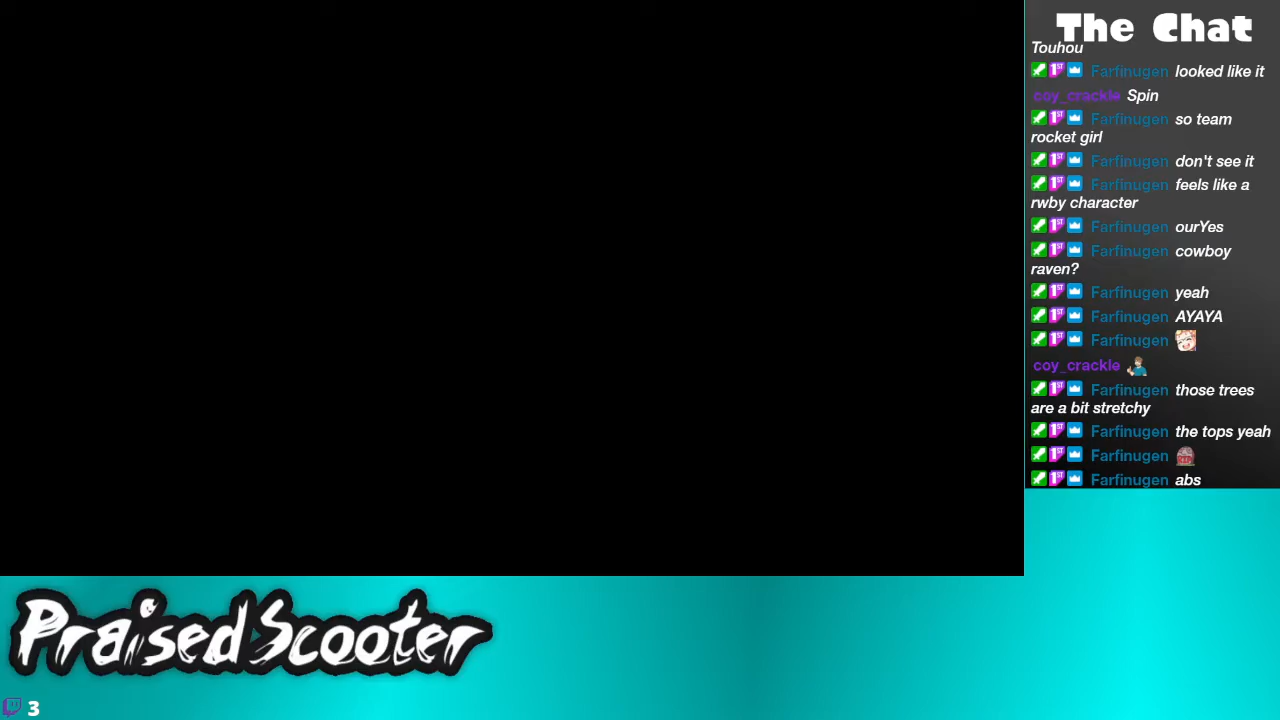 The Chat
Touhou
Farfinugen looked like it
coy_crackle Spin
Farfinugen so team
rocket girl
Farfinugen don't see it
Farfinugen feels like a
rwby character
Farfinugen ourYes
Farfinugen cowboy
raven?
Farfinugen yeah
Farfinugen AYAYA
Farfinugen
coy_crackle
Farfinugen those trees
are a bit stretchy
Farfinugen the tops yeah
Farfinugen
Farfinugen abs
PraisedScooter
3